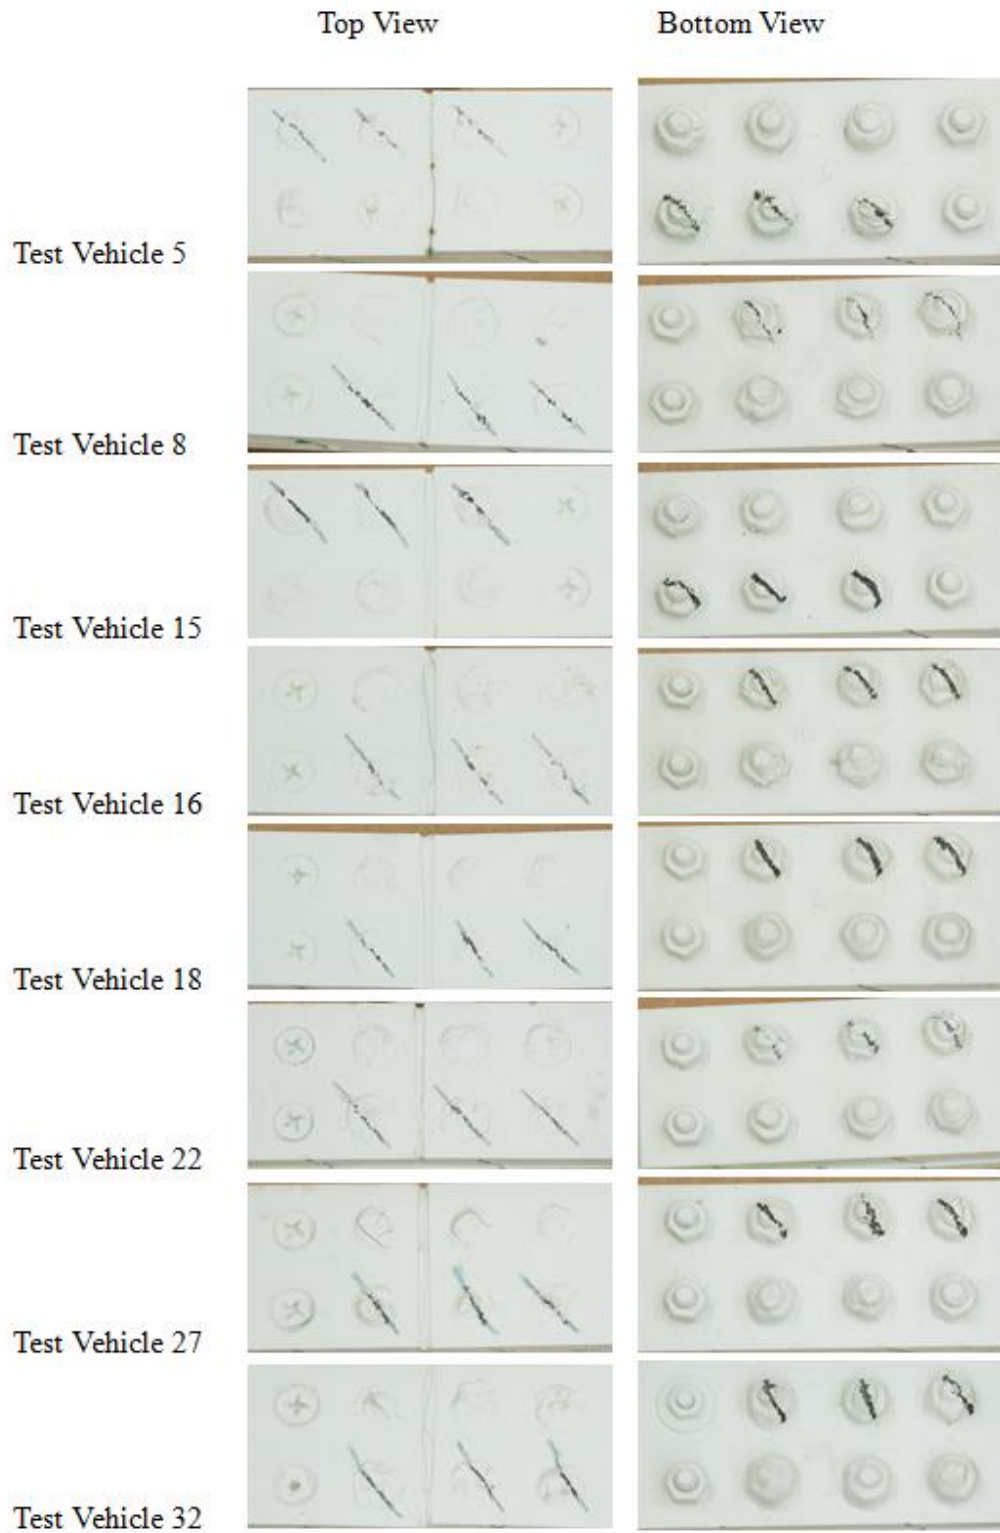 Top View
Bottom View
Test Vehicle 5
Test Vehicle 8
Test Vehicle 15
Test Vehicle 16
Test Vehicle 18
Test Vehicle 22
Test Vehicle 27
Test Vehicle 32